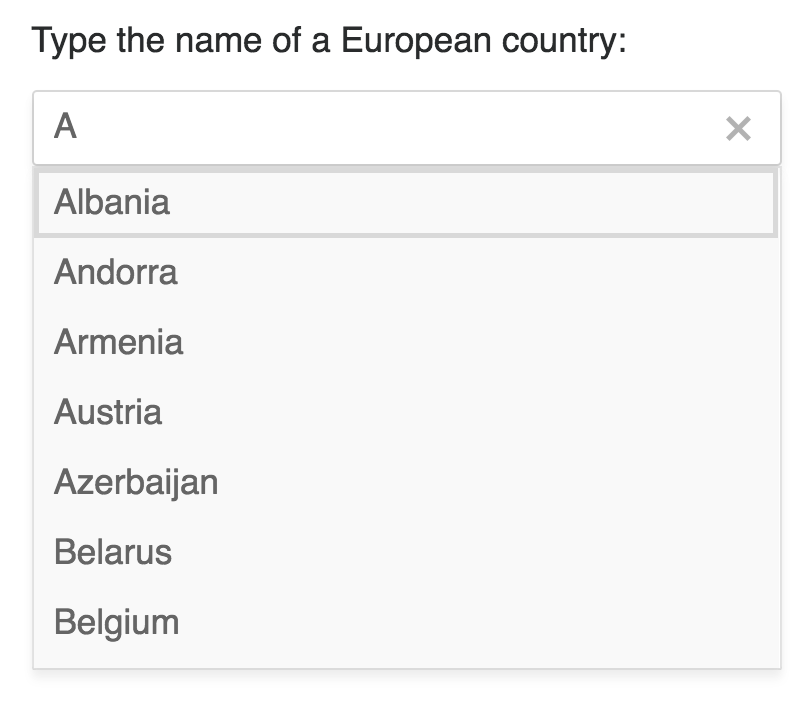 Type the name of a European country:
A
Albania
Andorra
Armenia
Austria
Azerbaijan
Belarus
Belgium